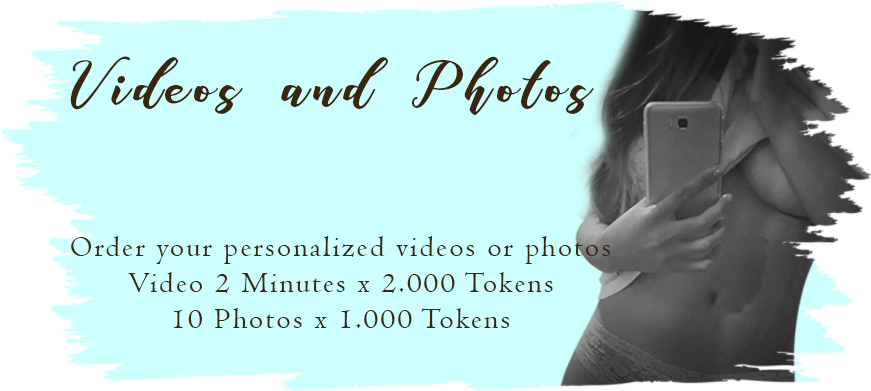 Videos and Photos
Order your personalized videos or photos
Video 2 Minutes x 2.000 Tokens
10 Photos x 1.000 Tokens